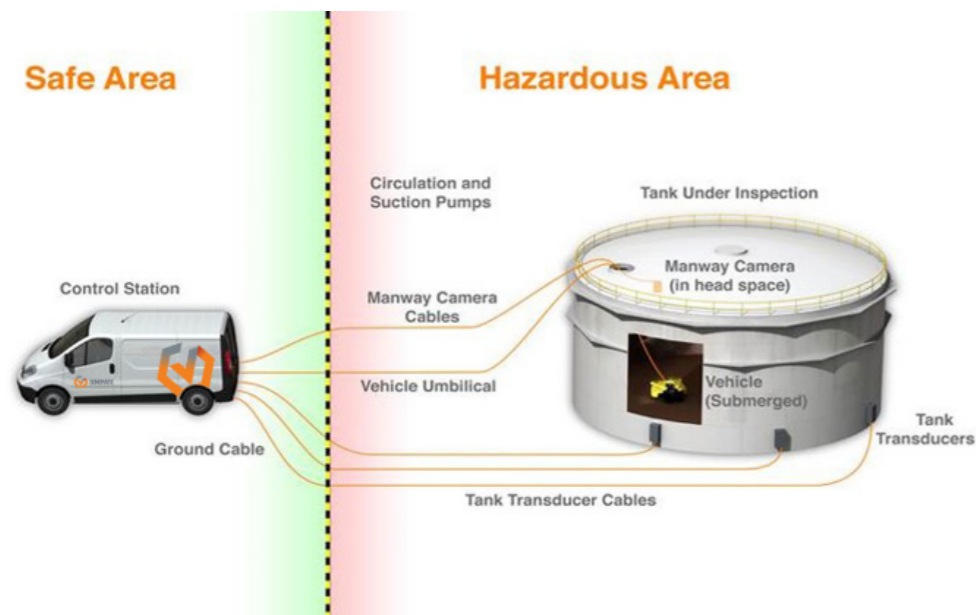 Safe Area
Hazardous Area
Circulation and
Suction Pumps
Tank Under Inspection
Control Station
Manway Camera
(in head space)
Manway Camera
Cables
Vehicle Umbilical
Vehicle
(Submerged)
Ground Cable
Tank
Transducers
Tank Transducer Cables